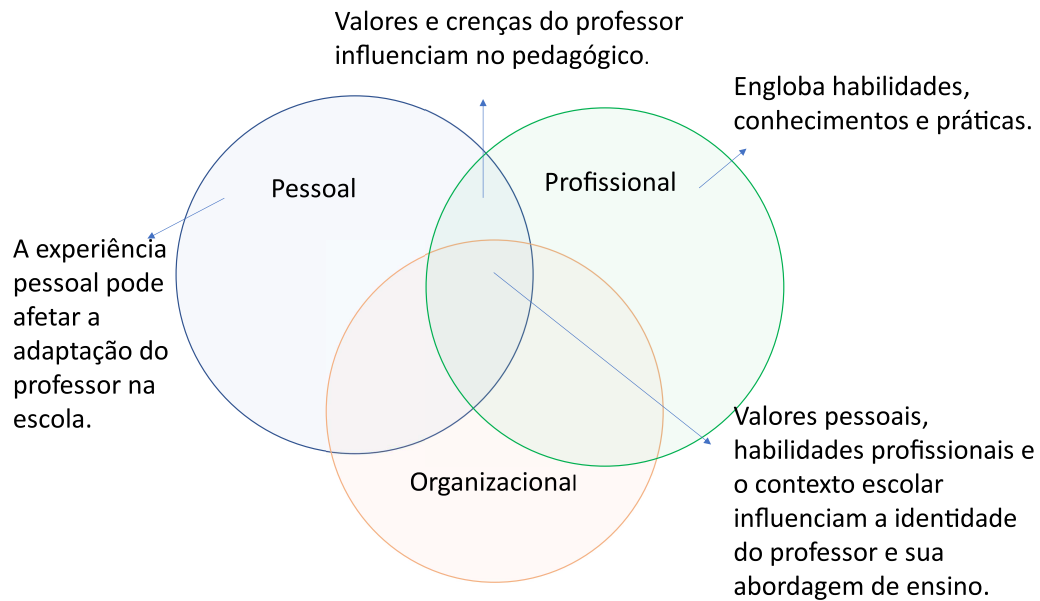 Valores e crenças do professor
influenciam no pedagógico.
Engloba habilidades,
conhecimentos e práticas.
Pessoal
Profissional
A experiência
pessoal pode
afetar a
adaptação do
professor na
escola.
Organizacional
Valores pessoais,
habilidades profissionais e
o contexto escolar
influenciam a identidade
do professor e sua
abordagem de ensino.